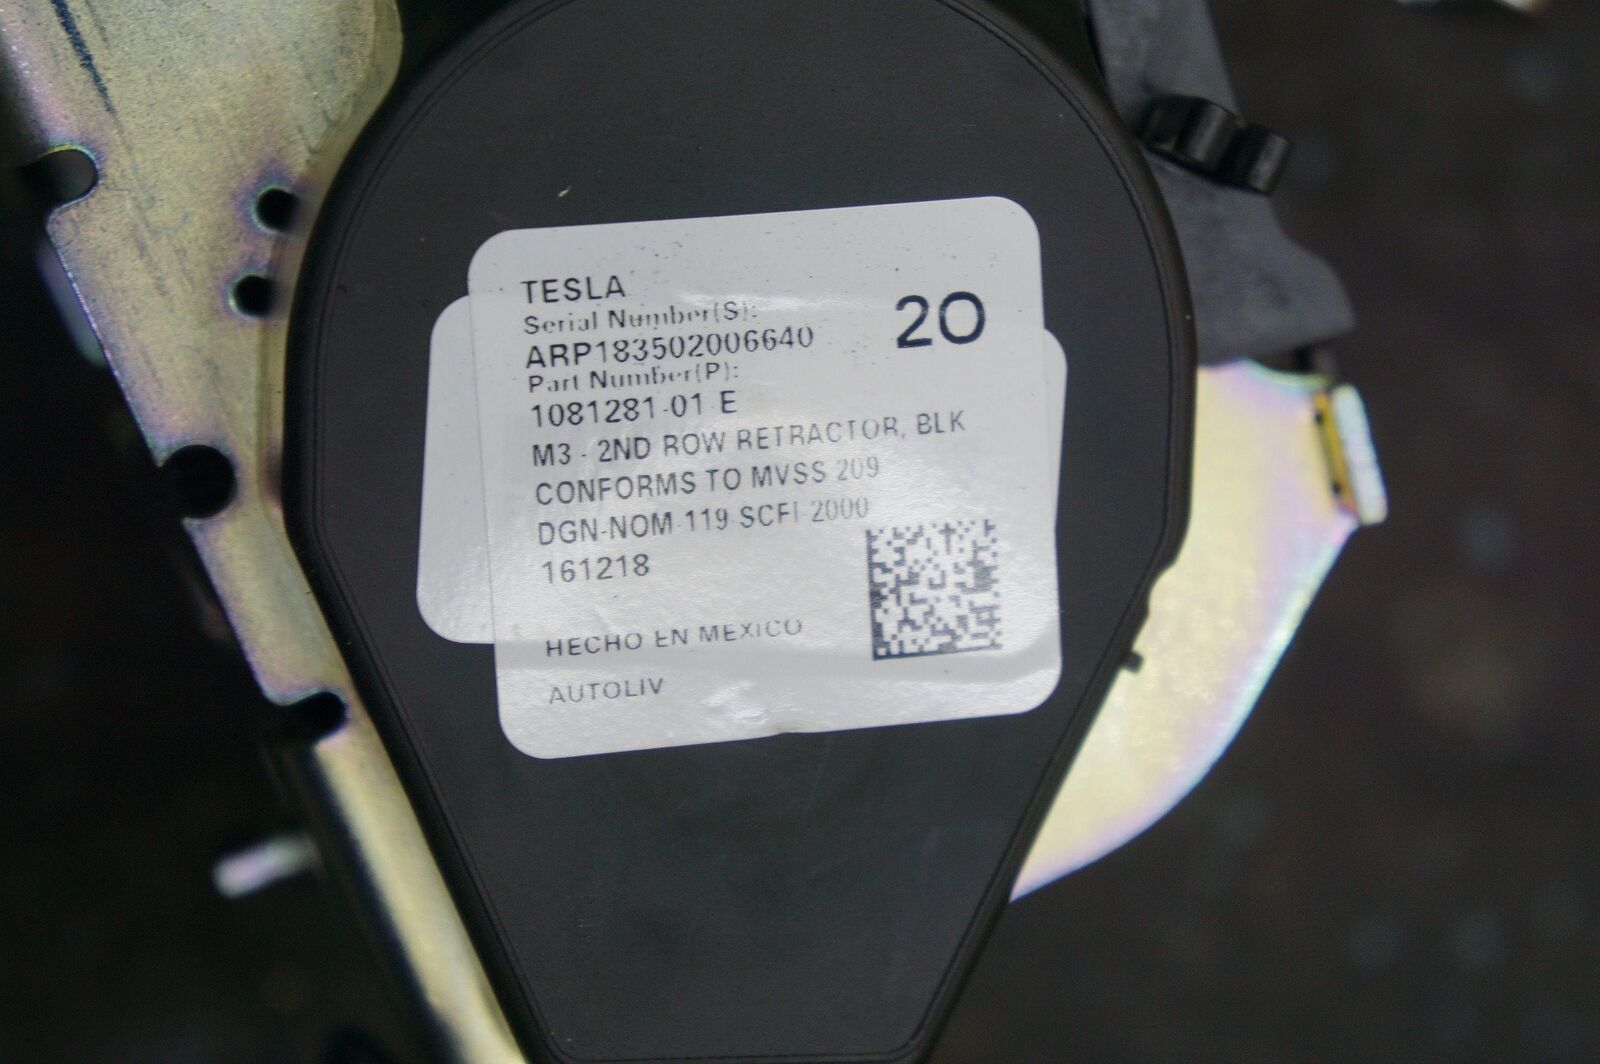 TESLA
Serial Number(S):
ARP183502006640
20
Part Number(P):
1081281-01 E
M3 - 2ND ROW RETRACTOR, BLK
CONFORMS TO MVSS 209
DGN-NOM-119-SCFI-2000
161218
HECHO EN MEXICO
AUTOLIV